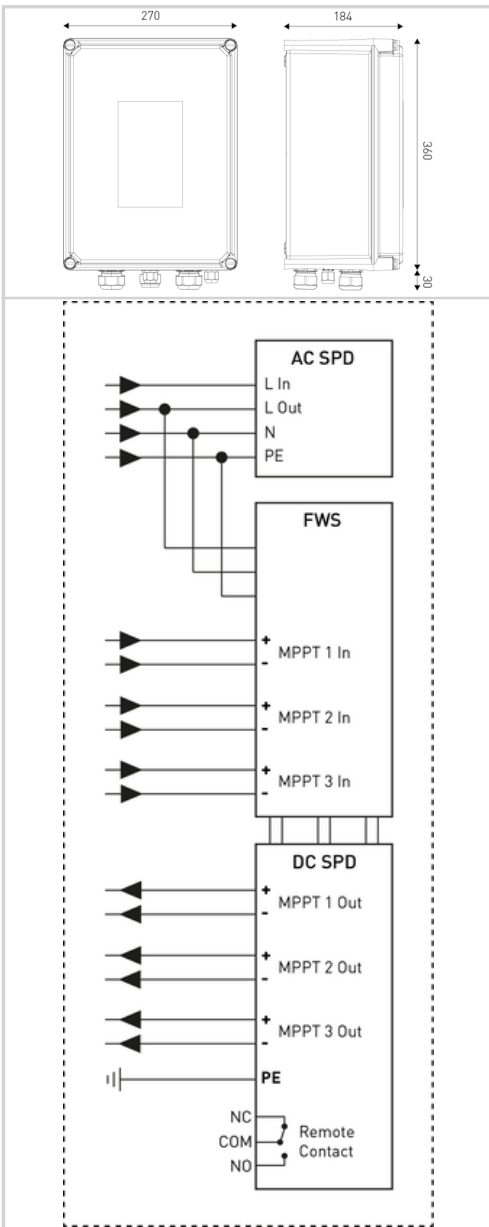 270
184
360
30
AC SPD
L In
L Out
N
PE
FWS
+
MPPT 1 In
-
+
MPPT 2 In
-
+
MPPT 3 In
-
DC SPD
+
MPPT 1 Out
-
+
MPPT 2 Out
-
+
MPPT 3 Out
-
PE
NC
COM
NO
Remote
Contact